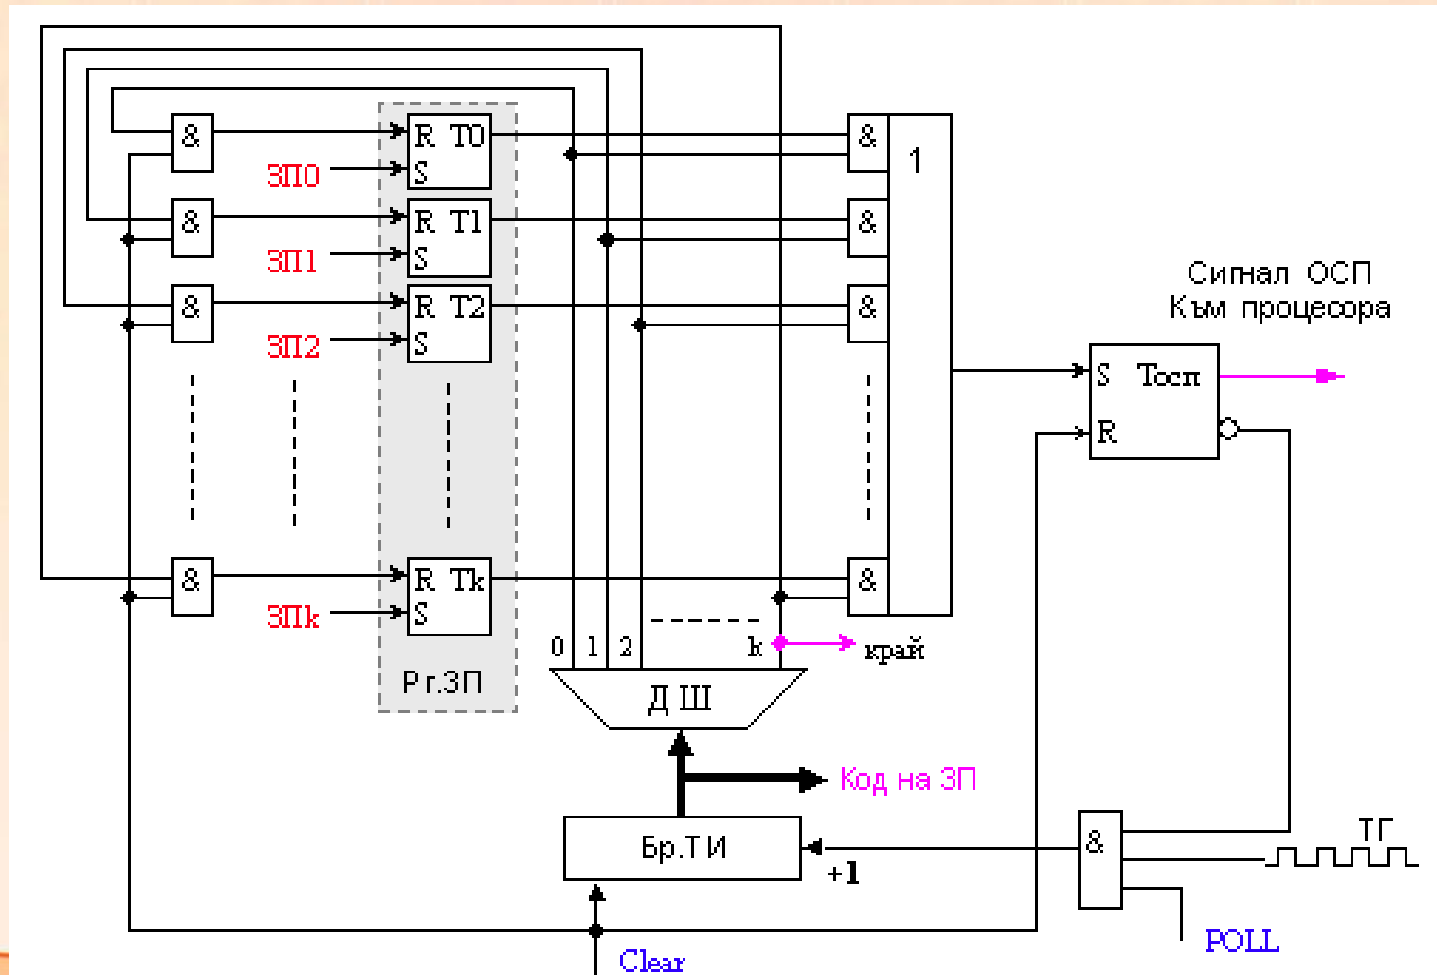 & R T0 & 1
ЗП0 S
& R T1 &
ЗП1 S
& R T2 &
ЗП2 S
Сигнал ОСП
Към процесора
S Тосп
R
& R Tk &
ЗПk S
0 1 2 k край
Рг.ЗП
ДШ
Код на ЗП
Бр.ТИ
+1
& ТГ
POLL
Clear